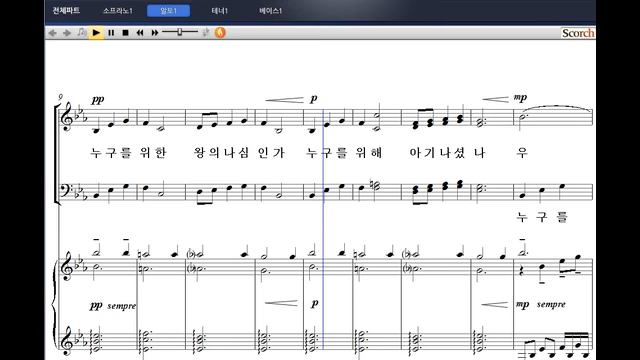 전체파트 소프라노1 알토1 테너1 베이스1
Scorch
9
pp p mp
누구를 위한 왕의나심 인가 누구를 위해 아기나셨 나 우
누구를
pp sempre p mp sempre